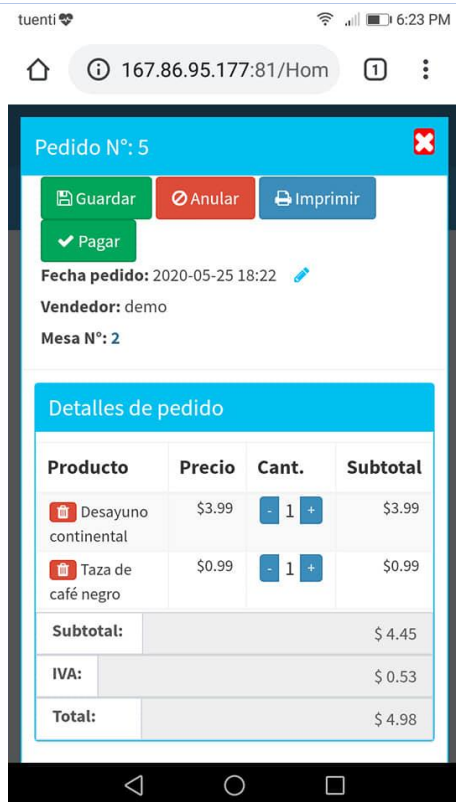 tuenti 6:23 PM
167.86.95.177:81/Hom 1
Pedido N°: 5
Guardar Anular Imprimir
Pagar
Fecha pedido: 2020-05-25 18:22
Vendedor: demo
Mesa N°: 2
Detalles de pedido
Producto Precio Cant. Subtotal
Desayuno $3.99 - 1 + $3.99
continental
Taza de $0.99 - 1 + $0.99
café negro
Subtotal: $ 4.45
IVA: $ 0.53
Total: $ 4.98